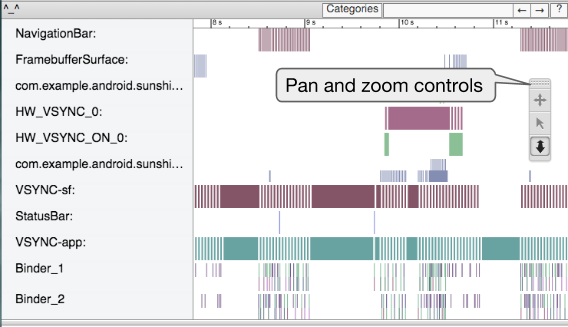 ^_^ Categories ← → ?
8 s 9 s 10 s 11 s
NavigationBar:
FramebufferSurface:
com.example.android.sunshi...
Pan and zoom controls
HW_VSYNC_0:
HW_VSYNC_ON_0:
com.example.android.sunshi...
VSYNC-sf:
StatusBar:
VSYNC-app:
Binder_1
Binder_2